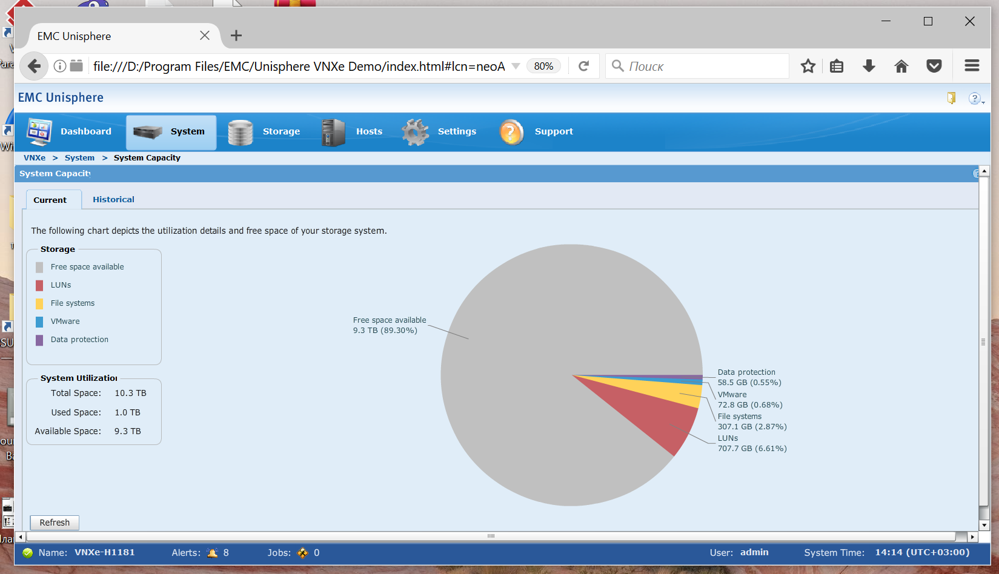 EMC Unisphere
file:///D:/Program Files/EMC/Unisphere VNXe Demo/index.html#lcn=neoA
80%
Поиск
EMC Unisphere
Dashboard
System
Storage
Hosts
Settings
Support
VNXe > System > System Capacity
System Capacity
Current
Historical
The following chart depicts the utilization details and free space of your storage system.
Storage
Free space available
LUNs
File systems
VMware
Data protection
System Utilization
Total Space: 10.3 TB
Used Space: 1.0 TB
Available Space: 9.3 TB
Free space available
9.3 TB (89.30%)
Data protection
58.5 GB (0.55%)
VMware
72.8 GB (0.68%)
File systems
307.1 GB (2.87%)
LUNs
707.7 GB (6.61%)
Refresh
Name: VNXe-H1181
Alerts: 8
Jobs: 0
User: admin
System Time: 14:14 (UTC+03:00)